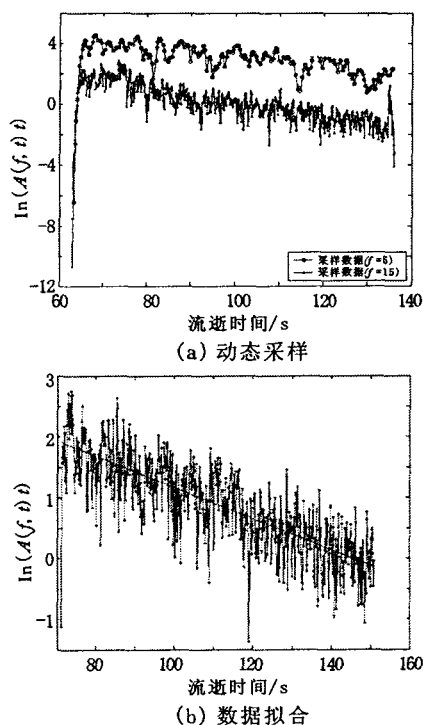 4
0
-4
-8
-12
ln(A(f,t)t)
采样数据(f=6)
采样数据(f=15)
60 80 100 120 140
流逝时间/s
(a) 动态采样
3
2
1
0
-1
ln(A(f,t)t)
80 100 120 140 160
流逝时间/s
(b) 数据拟合